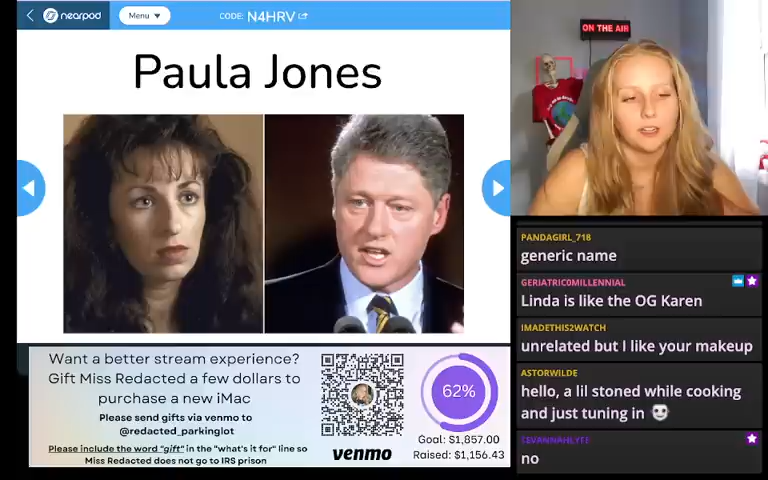 nearpod
Menu
CODE: N4HRV
ON THE AIR
Paula Jones
PANDAGIRL_718
generic name
GERIATRIC0MILLENNIAL
Linda is like the OG Karen
IMADETHIS2WATCH
unrelated but I like your makeup
ASTORWILDE
hello, a lil stoned while cooking
and just tuning in
no
Want a better stream experience?
Gift Miss Redacted a few dollars to
purchase a new iMac
Please send gifts via venmo to
@redacted_parkinglot
Please include the word "gift" in the "what's it for" line so
Miss Redacted does not go to IRS prison
venmo
62%
Goal: $1,857.00
Raised: $1,156.43